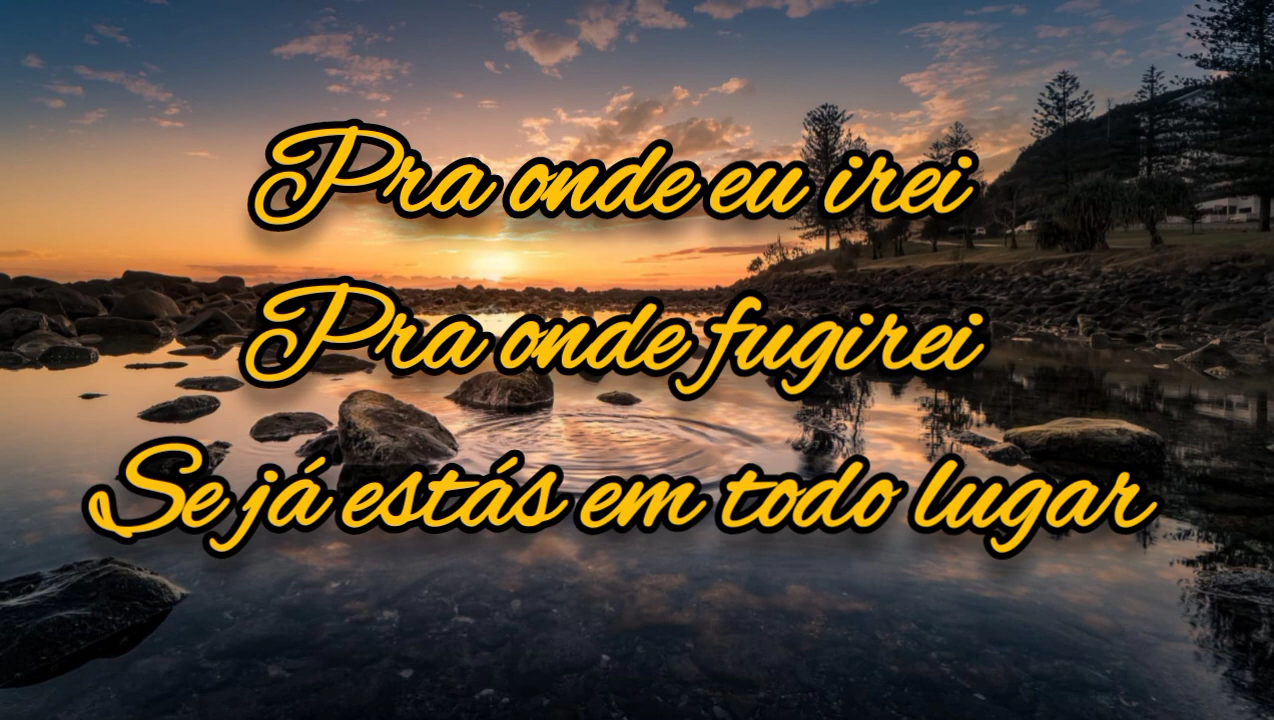 Pra onde eu irei
Pra onde fugirei
Se já estás em todo lugar